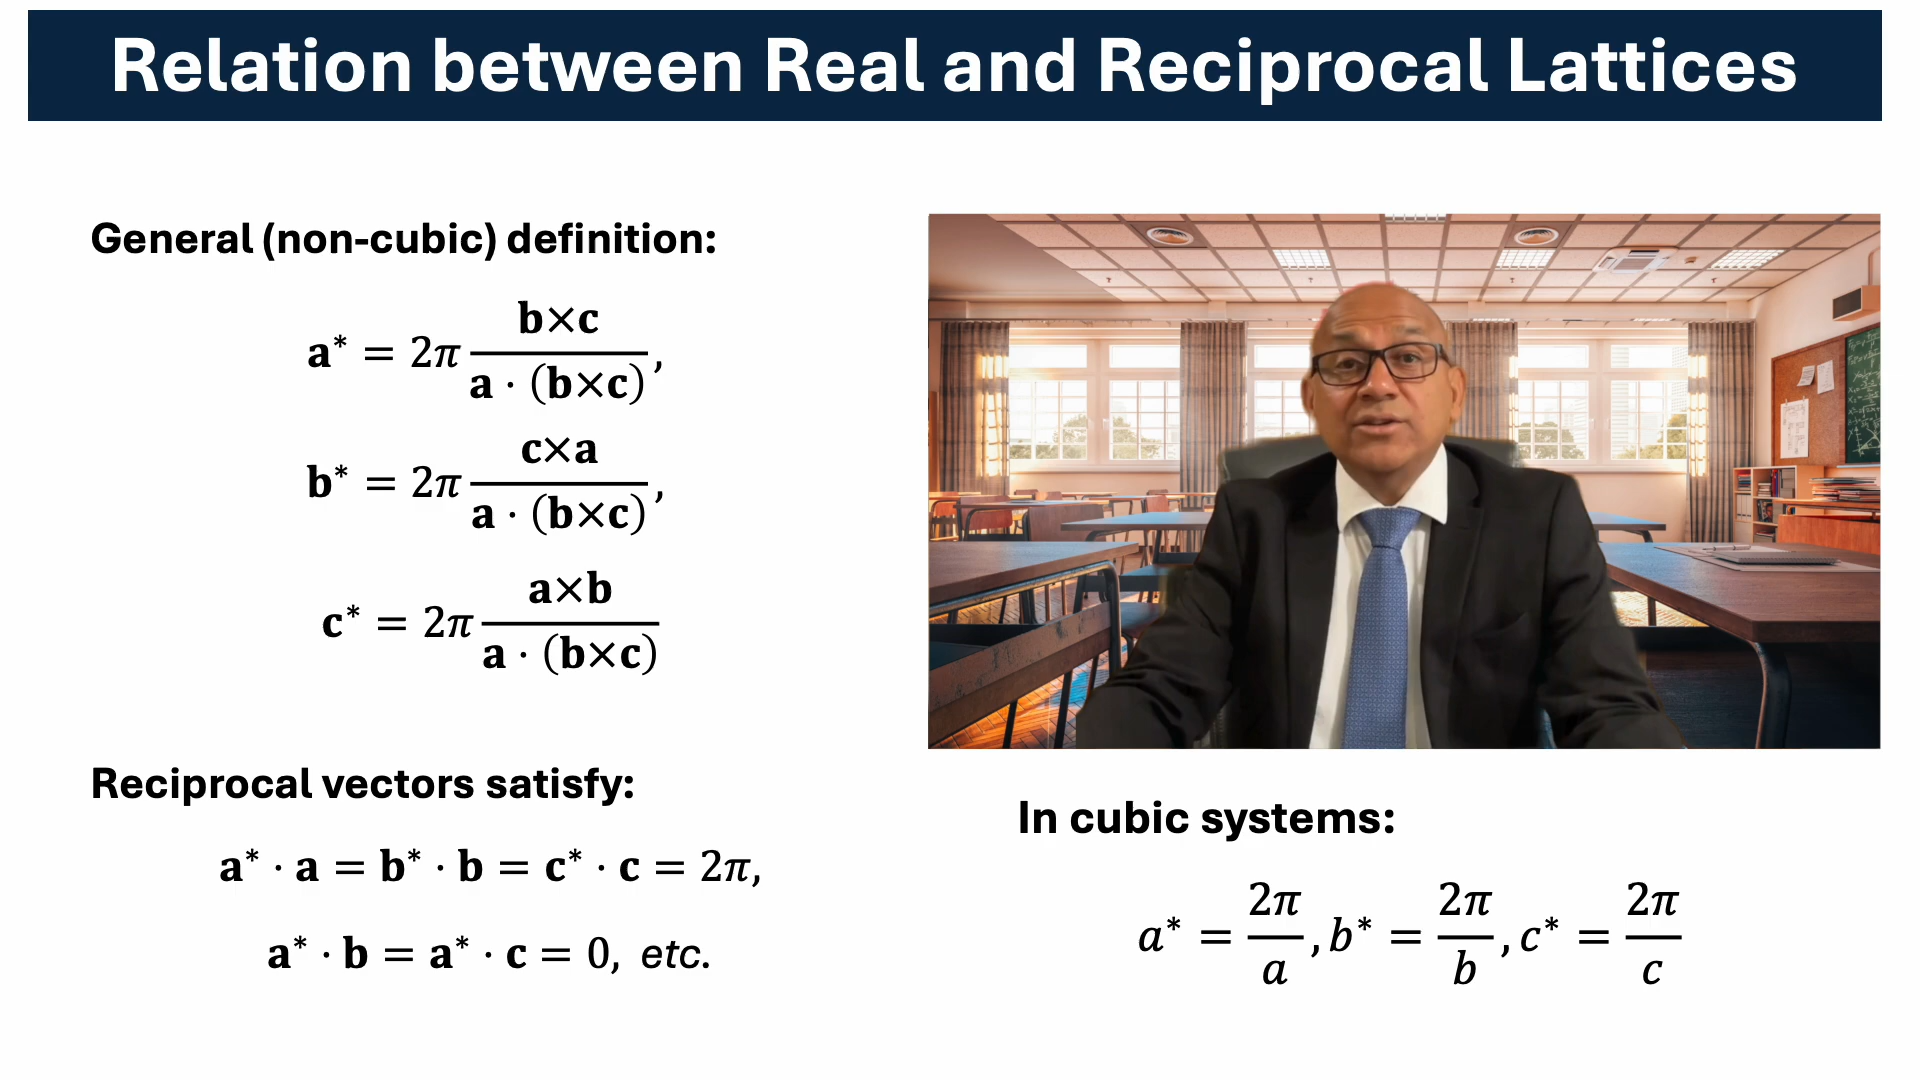 Relation between Real and Reciprocal Lattices
General (non-cubic) definition:
𝐚* = 2𝜋 𝐛×𝐜 / 𝐚 · (𝐛×𝐜),
𝐛* = 2𝜋 𝐜×𝐚 / 𝐚 · (𝐛×𝐜),
𝐜* = 2𝜋 𝐚×𝐛 / 𝐚 · (𝐛×𝐜)
Reciprocal vectors satisfy:
𝐚* · 𝐚 = 𝐛* · 𝐛 = 𝐜* · 𝐜 = 2𝜋,
𝐚* · 𝐛 = 𝐚* · 𝐜 = 0, etc.
In cubic systems:
𝑎* = 2𝜋/𝑎, 𝑏* = 2𝜋/𝑏, 𝑐* = 2𝜋/𝑐